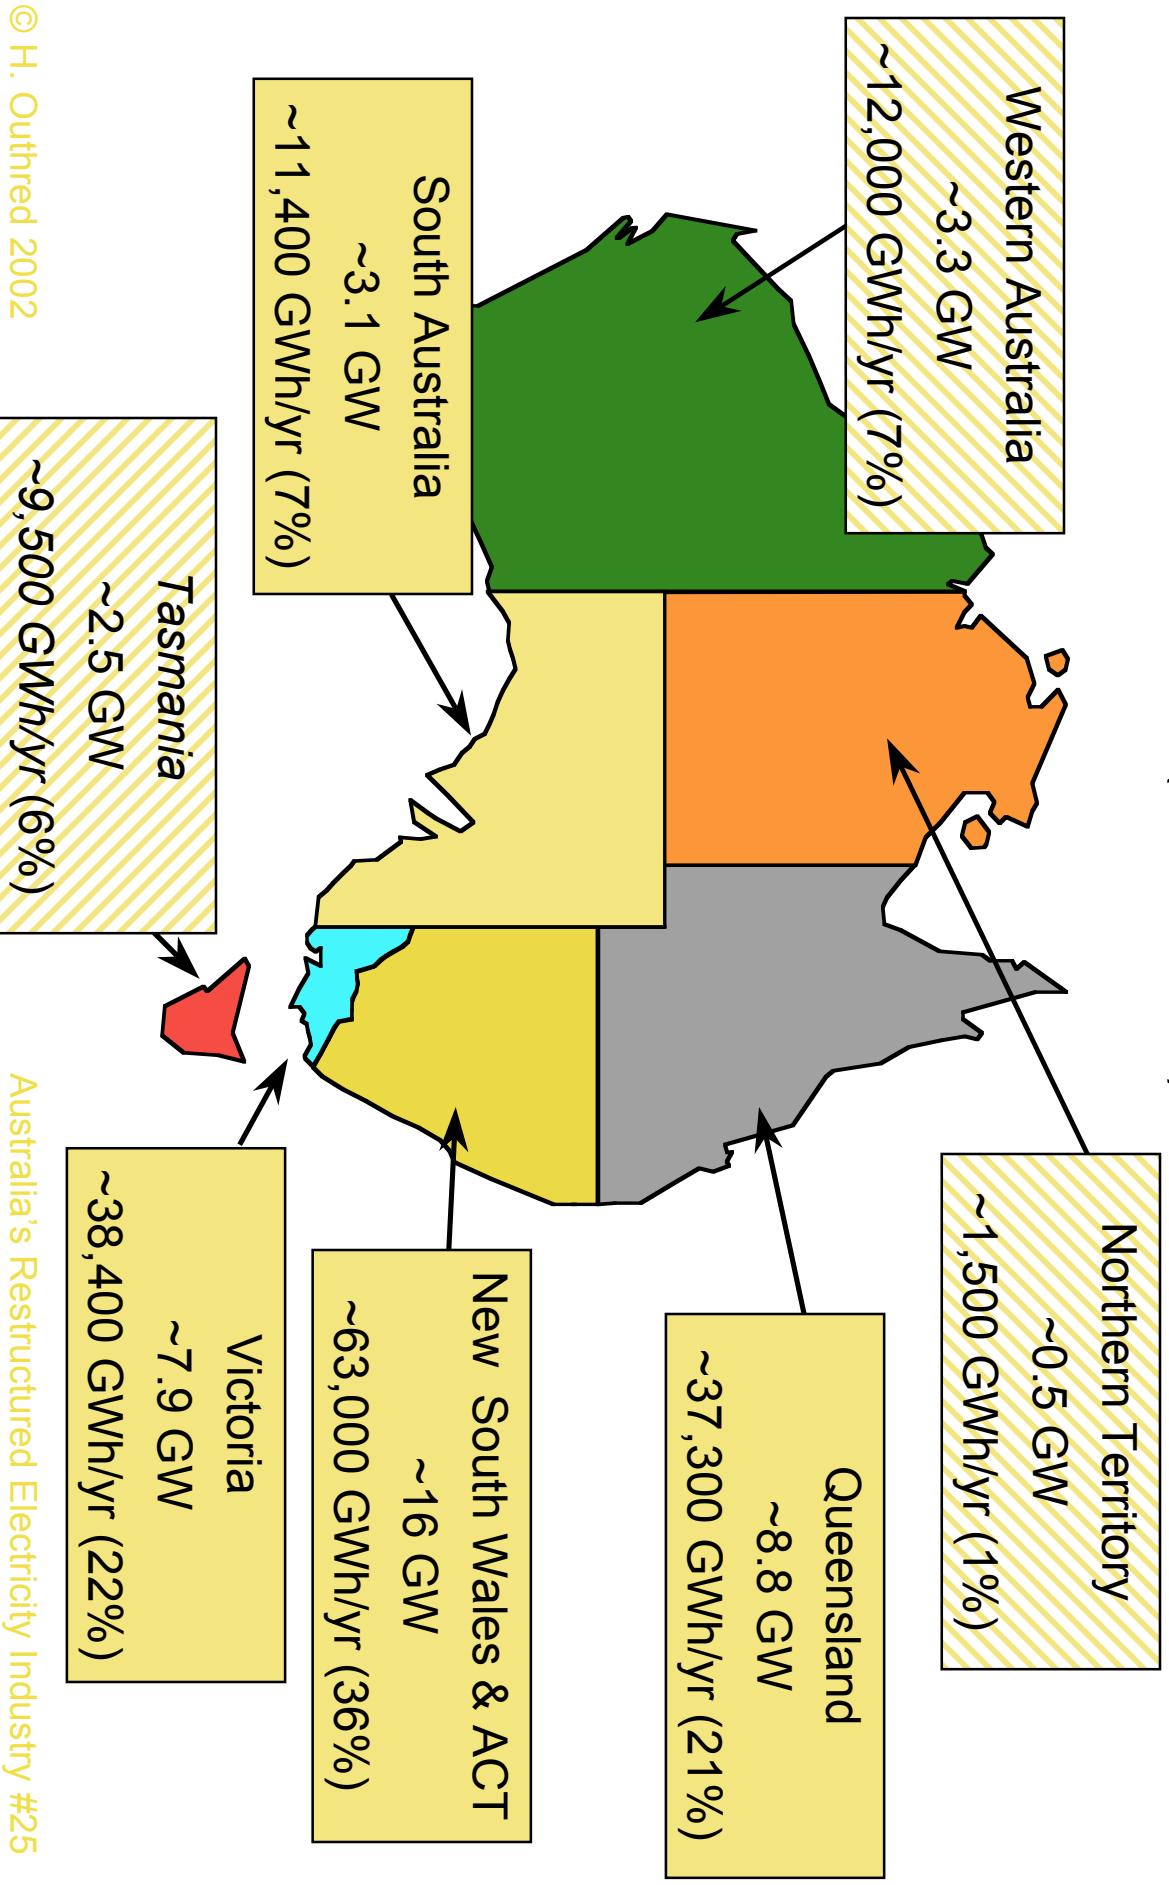 Western Australia
~3.3 GW
~12,000 GWh/yr (7%)
Northern Territory
~0.5 GW
~1,500 GWh/yr (1%)
Queensland
~8.8 GW
~37,300 GWh/yr (21%)
South Australia
~3.1 GW
~11,400 GWh/yr (7%)
New South Wales & ACT
~16 GW
~63,000 GWh/yr (36%)
Victoria
~7.9 GW
~38,400 GWh/yr (22%)
Tasmania
~2.5 GW
~9,500 GWh/yr (6%)
© H. Outhred 2002
Australia's Restructured Electricity Industry #25